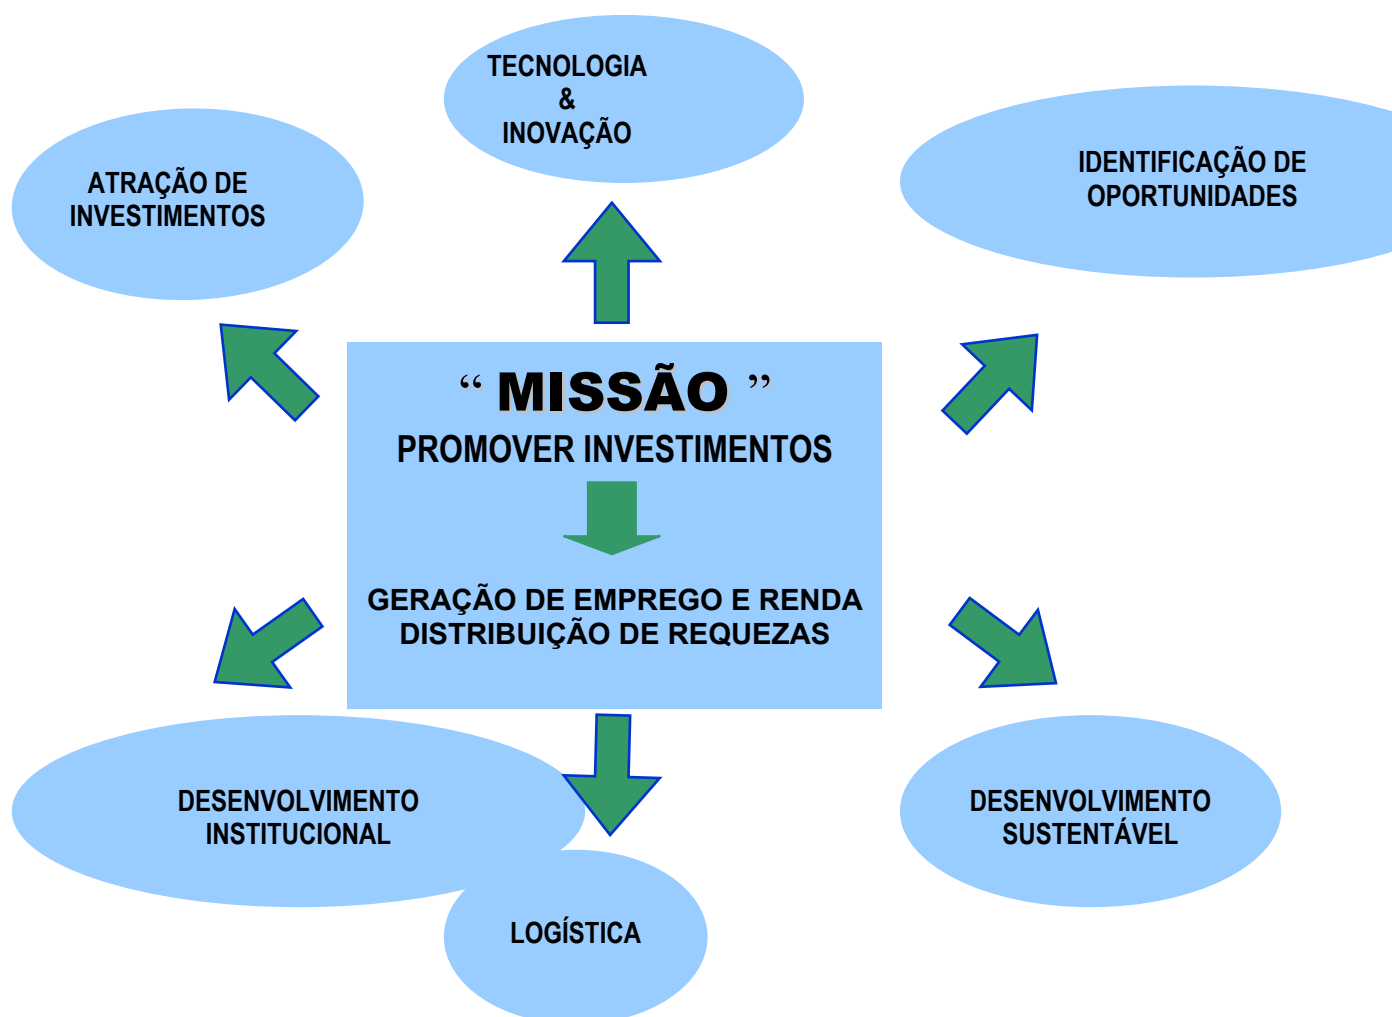 TECNOLOGIA
&
INOVAÇÃO
ATRAÇÃO DE
INVESTIMENTOS
IDENTIFICAÇÃO DE
OPORTUNIDADES
“ MISSÃO ”
PROMOVER INVESTIMENTOS
GERAÇÃO DE EMPREGO E RENDA
DISTRIBUIÇÃO DE REQUEZAS
DESENVOLVIMENTO
INSTITUCIONAL
DESENVOLVIMENTO
SUSTENTÁVEL
LOGÍSTICA